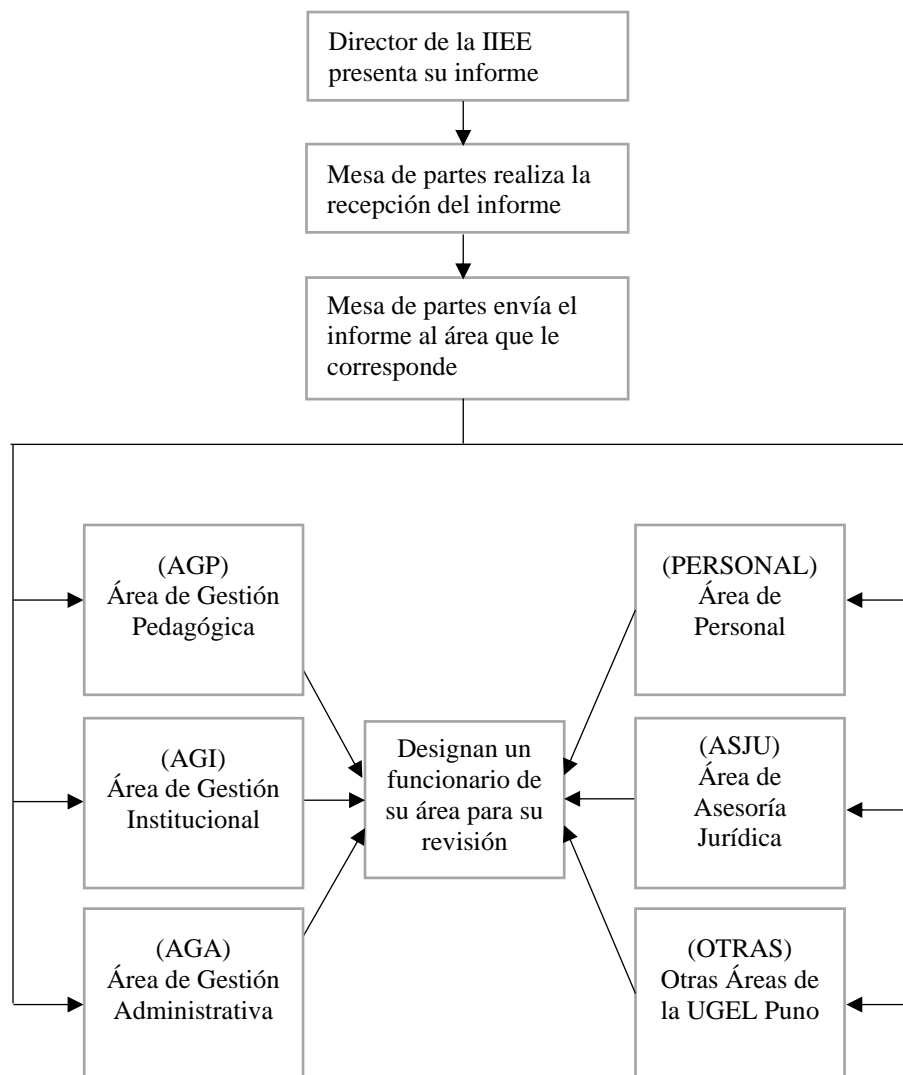 Director de la IIEE
presenta su informe
Mesa de partes realiza la
recepción del informe
Mesa de partes envía el
informe al área que le
corresponde
(AGP)
Área de Gestión
Pedagógica
(AGI)
Área de Gestión
Institucional
(AGA)
Área de Gestión
Administrativa
Designan un
funcionario de
su área para su
revisión
(PERSONAL)
Área de
Personal
(ASJU)
Área de
Asesoría
Jurídica
(OTRAS)
Otras Áreas de
la UGEL Puno